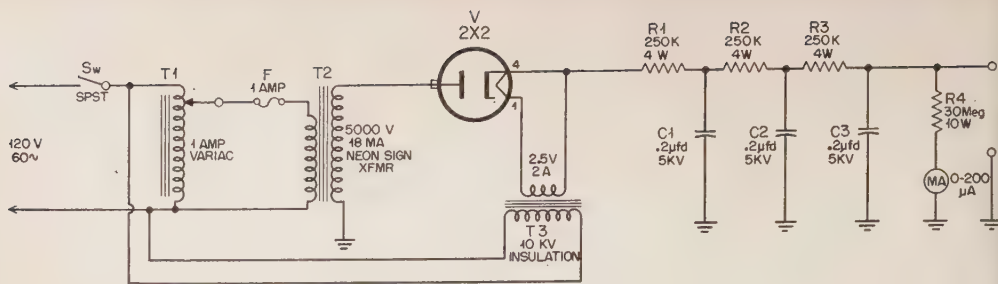 120 V
60~
Sw
SPST
T1
1 AMP
VARIAC
F
1 AMP
T2
5000 V
18 MA
NEON SIGN
XFMR
V
2X2
4
1
2.5V
2A
T3
10 KV
INSULATION
R1
250K
4 W
R2
250K
4W
R3
250K
4W
C1
.2µfd
5KV
C2
.2µfd
5KV
C3
.2µfd
5KV
R4
30Meg
10W
MA
0-200
µA